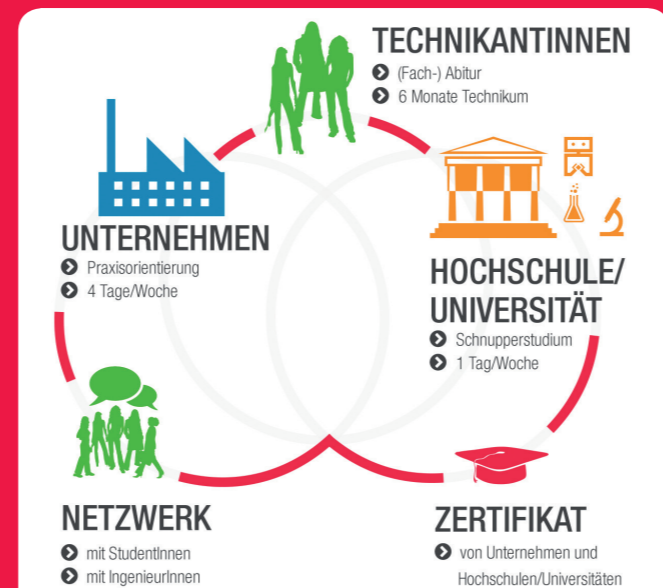 TECHNIKANTINNEN
(Fach-) Abitur
6 Monate Technikum
UNTERNEHMEN
Praxisorientierung
4 Tage/Woche
HOCHSCHULE/
UNIVERSITÄT
Schnupperstudium
1 Tag/Woche
NETZWERK
mit StudentInnen
mit IngenieurInnen
ZERTIFIKAT
von Unternehmen und
Hochschulen/Universitäten